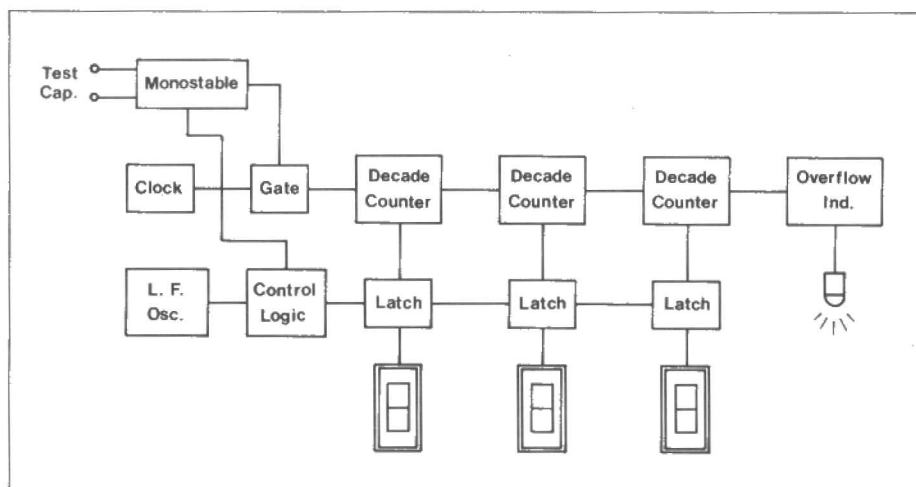 Test
Cap.
Monostable
Clock
Gate
Decade
Counter
Decade
Counter
Decade
Counter
Overflow
Ind.
L. F.
Osc.
Control
Logic
Latch
Latch
Latch